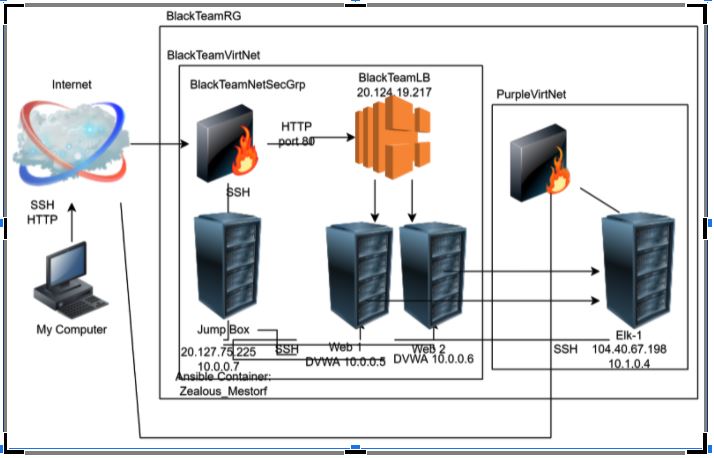 BlackTeamRG
BlackTeamVirtNet
Internet
BlackTeamNetSecGrp
BlackTeamLB
20.124.19.217
PurpleVirtNet
HTTP
port 80
SSH
SSH
HTTP
My Computer
Jump Box
20.127.75.225
10.0.0.7
Ansible Container:
Zealous_Mestorf
SSH
Web 1
DVWA 10.0.0.5
Web 2
DVWA 10.0.0.6
SSH
Elk-1
104.40.67.198
10.1.0.4